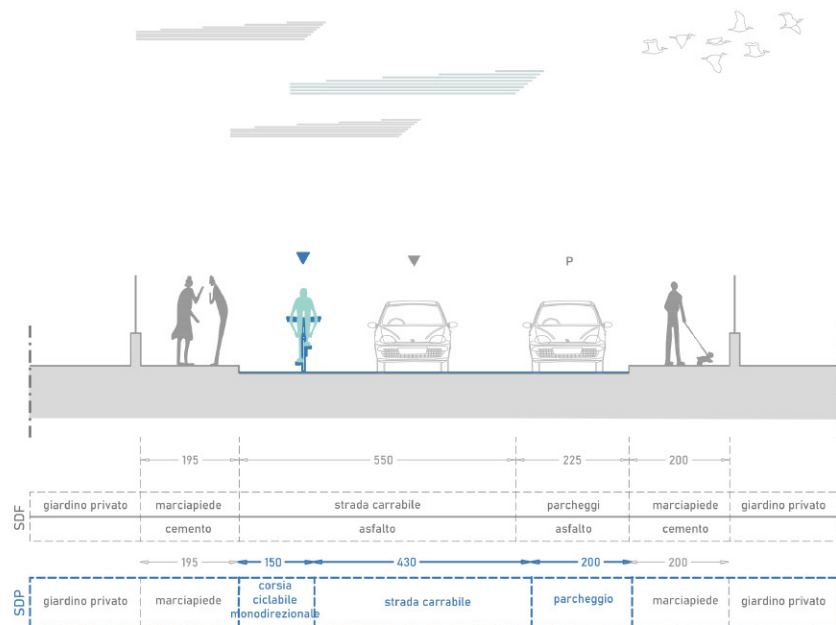 P
195 550 225 200
SDF
giardino privato marciapiede strada carrabile parcheggi marciapiede giardino privato
cemento asfalto asfalto cemento
195 150 430 200 200
SDP
giardino privato marciapiede corsia ciclabile monodirezionale strada carrabile parcheggio marciapiede giardino privato